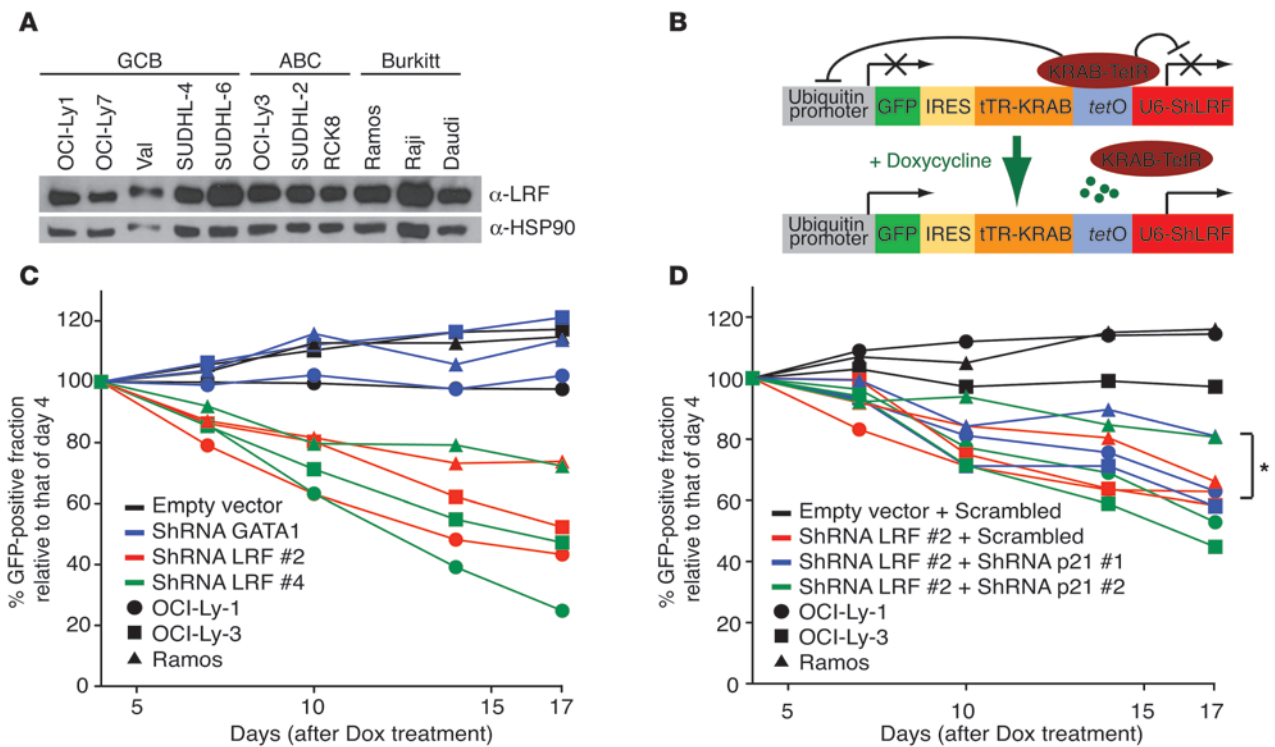 A
GCB
ABC
Burkitt
OCI-Ly1
OCI-Ly7
Val
SUDHL-4
SUDHL-6
OCI-Ly3
SUDHL-2
RCK8
Ramos
Raji
Daudi
α-LRF
α-HSP90
B
KRAB-TetR
Ubiquitin
promoter
GFP
IRES
tTR-KRAB
tetO
U6-ShLRF
+ Doxycycline
KRAB-TetR
Ubiquitin
promoter
GFP
IRES
tTR-KRAB
tetO
U6-ShLRF
C
% GFP-positive fraction
relative to that of day 4
120
100
80
60
40
20
0
Empty vector
ShRNA GATA1
ShRNA LRF #2
ShRNA LRF #4
OCI-Ly-1
OCI-Ly-3
Ramos
5
10
15
17
Days (after Dox treatment)
D
% GFP-positive fraction
relative to that of day 4
120
100
80
60
40
20
0
*
Empty vector + Scrambled
ShRNA LRF #2 + Scrambled
ShRNA LRF #2 + ShRNA p21 #1
ShRNA LRF #2 + ShRNA p21 #2
OCI-Ly-1
OCI-Ly-3
Ramos
5
10
15
17
Days (after Dox treatment)